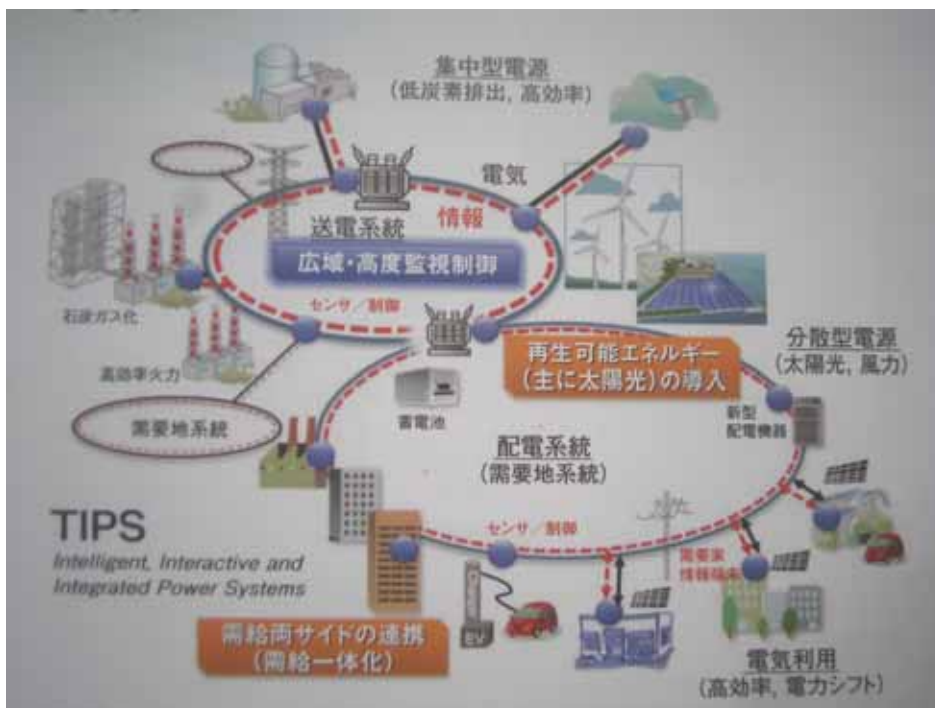 集中型電源
(低炭素排出, 高効率)
電気
情報
送電系統
広域・高度監視制御
センサ/制御
石炭ガス化
高効率火力
需要地系統
蓄電池
再生可能エネルギー
(主に太陽光)の導入
分散型電源
(太陽光, 風力)
新型
配電機器
配電系統
(需要地系統)
センサ/制御
需要家
情報端末
TIPS
Intelligent, Interactive and
Integrated Power Systems
EV
需給両サイドの連携
(需給一体化)
電気利用
(高効率, 電力シフト)